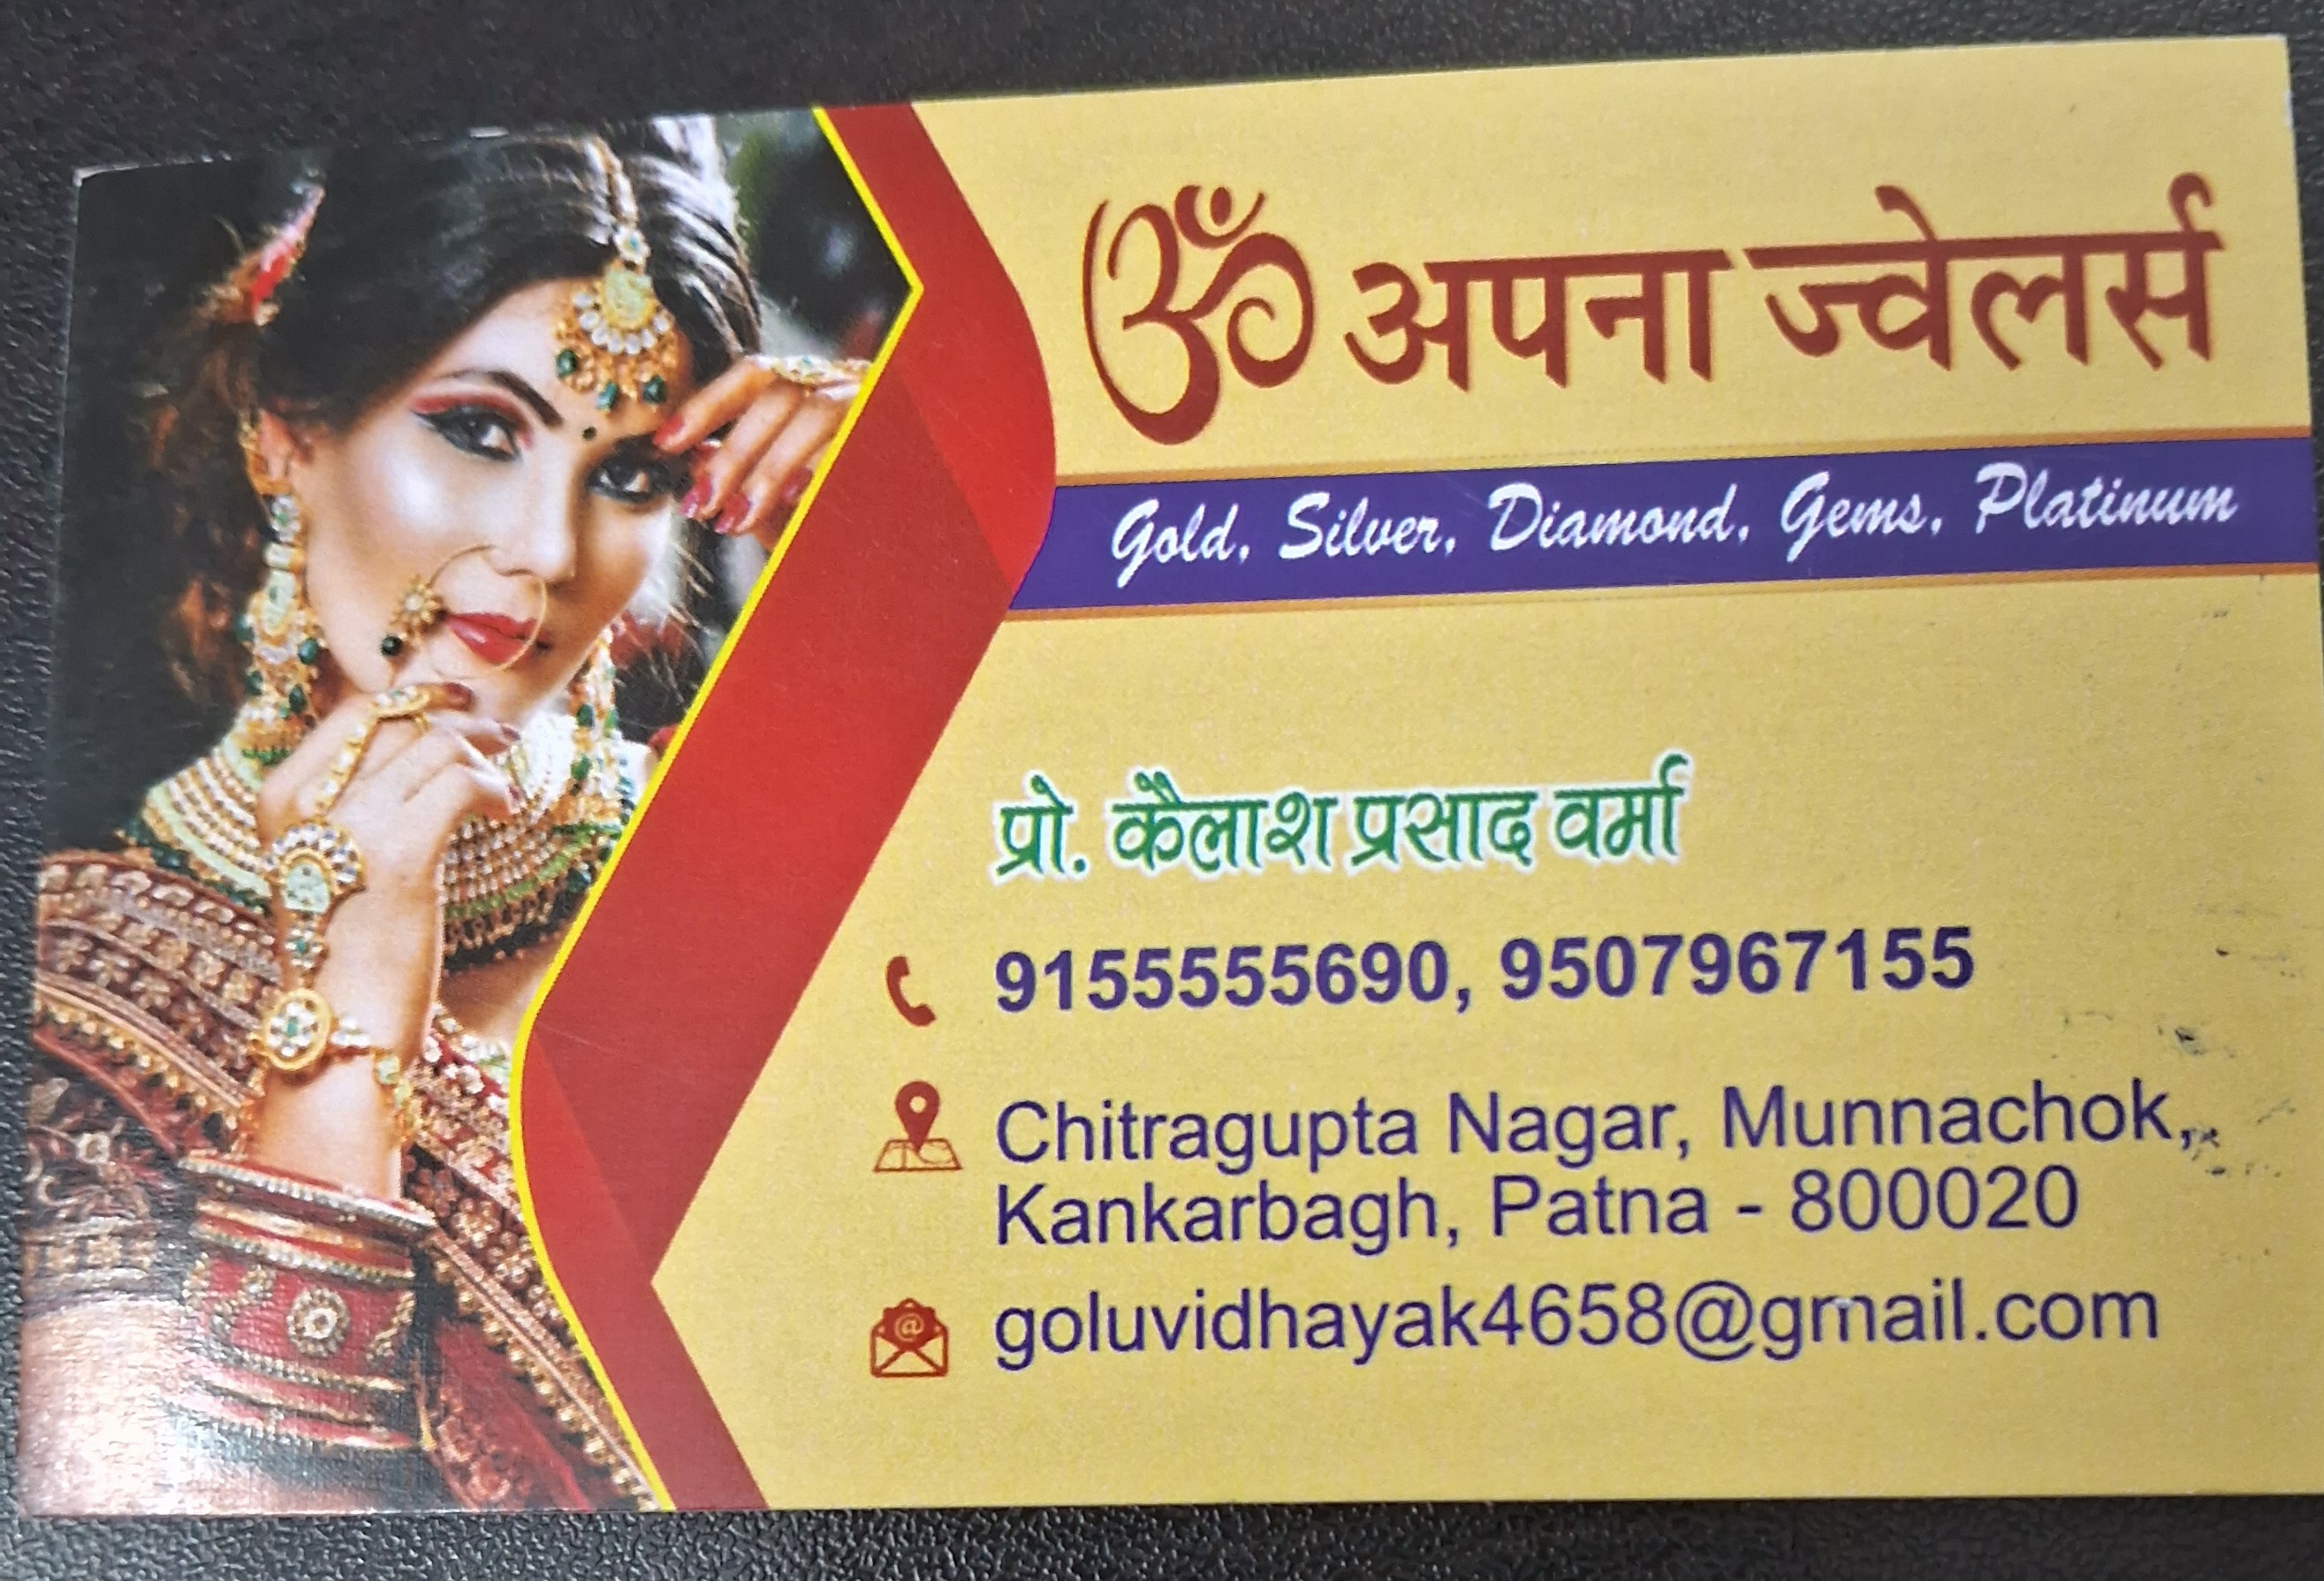 ॐ अपना ज्वेलर्स
Gold, Silver, Diamond, Gems, Platinum
प्रो. कैलाश प्रसाद वर्मा
9155555690, 9507967155
Chitragupta Nagar, Munnachok,
Kankarbagh, Patna - 800020
goluvidhayak4658@gmail.com